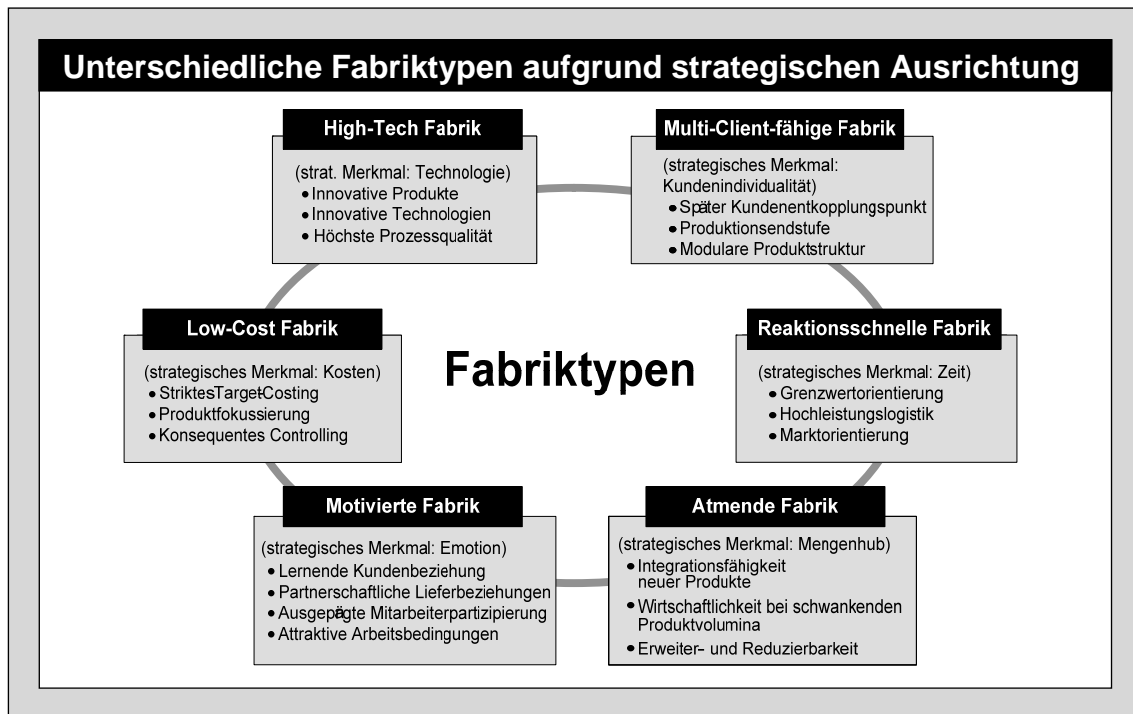 Unterschiedliche Fabriktypen aufgrund strategischen Ausrichtung
High-Tech Fabrik
(strat. Merkmal: Technologie)
• Innovative Produkte
• Innovative Technologien
• Höchste Prozessqualität
Multi-Client-fähige Fabrik
(strategisches Merkmal:
Kundenindividualität)
• Später Kundenentkopplungspunkt
• Produktionsendstufe
• Modulare Produktstruktur
Low-Cost Fabrik
(strategisches Merkmal: Kosten)
• StriktesTarget-Costing
• Produktfokussierung
• Konsequentes Controlling
Fabriktypen
Reaktionsschnelle Fabrik
(strategisches Merkmal: Zeit)
• Grenzwertorientierung
• Hochleistungslogistik
• Marktorientierung
Motivierte Fabrik
(strategisches Merkmal: Emotion)
• Lernende Kundenbeziehung
• Partnerschaftliche Lieferbeziehungen
• Ausgeprägte Mitarbeiterpartizipierung
• Attraktive Arbeitsbedingungen
Atmende Fabrik
(strategisches Merkmal: Mengenhub)
• Integrationsfähigkeit
neuer Produkte
• Wirtschaftlichkeit bei schwankenden
Produktvolumina
• Erweiter- und Reduzierbarkeit